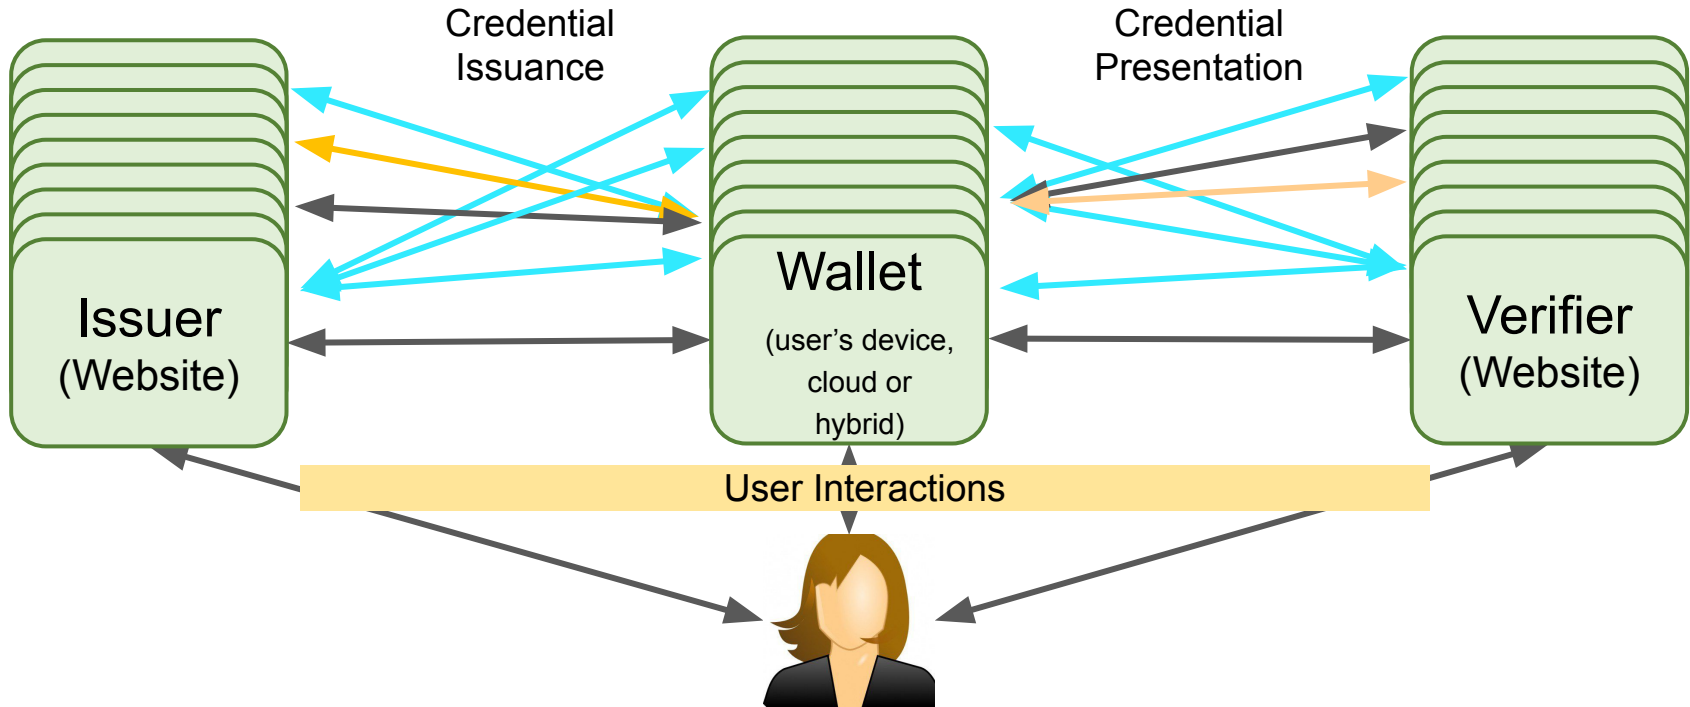 Credential
Issuance
Credential
Presentation
Issuer
(Website)
Wallet
(user’s device,
cloud or
hybrid)
Verifier
(Website)
User Interactions